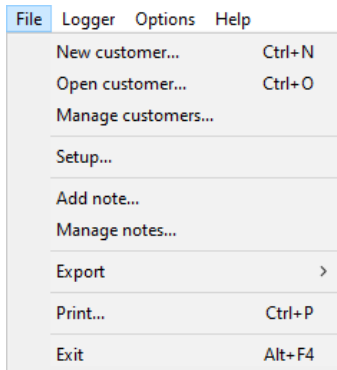 File Logger Options Help
New customer... Ctrl+N
Open customer... Ctrl+O
Manage customers...
Setup...
Add note...
Manage notes...
Export
Print... Ctrl+P
Exit Alt+F4